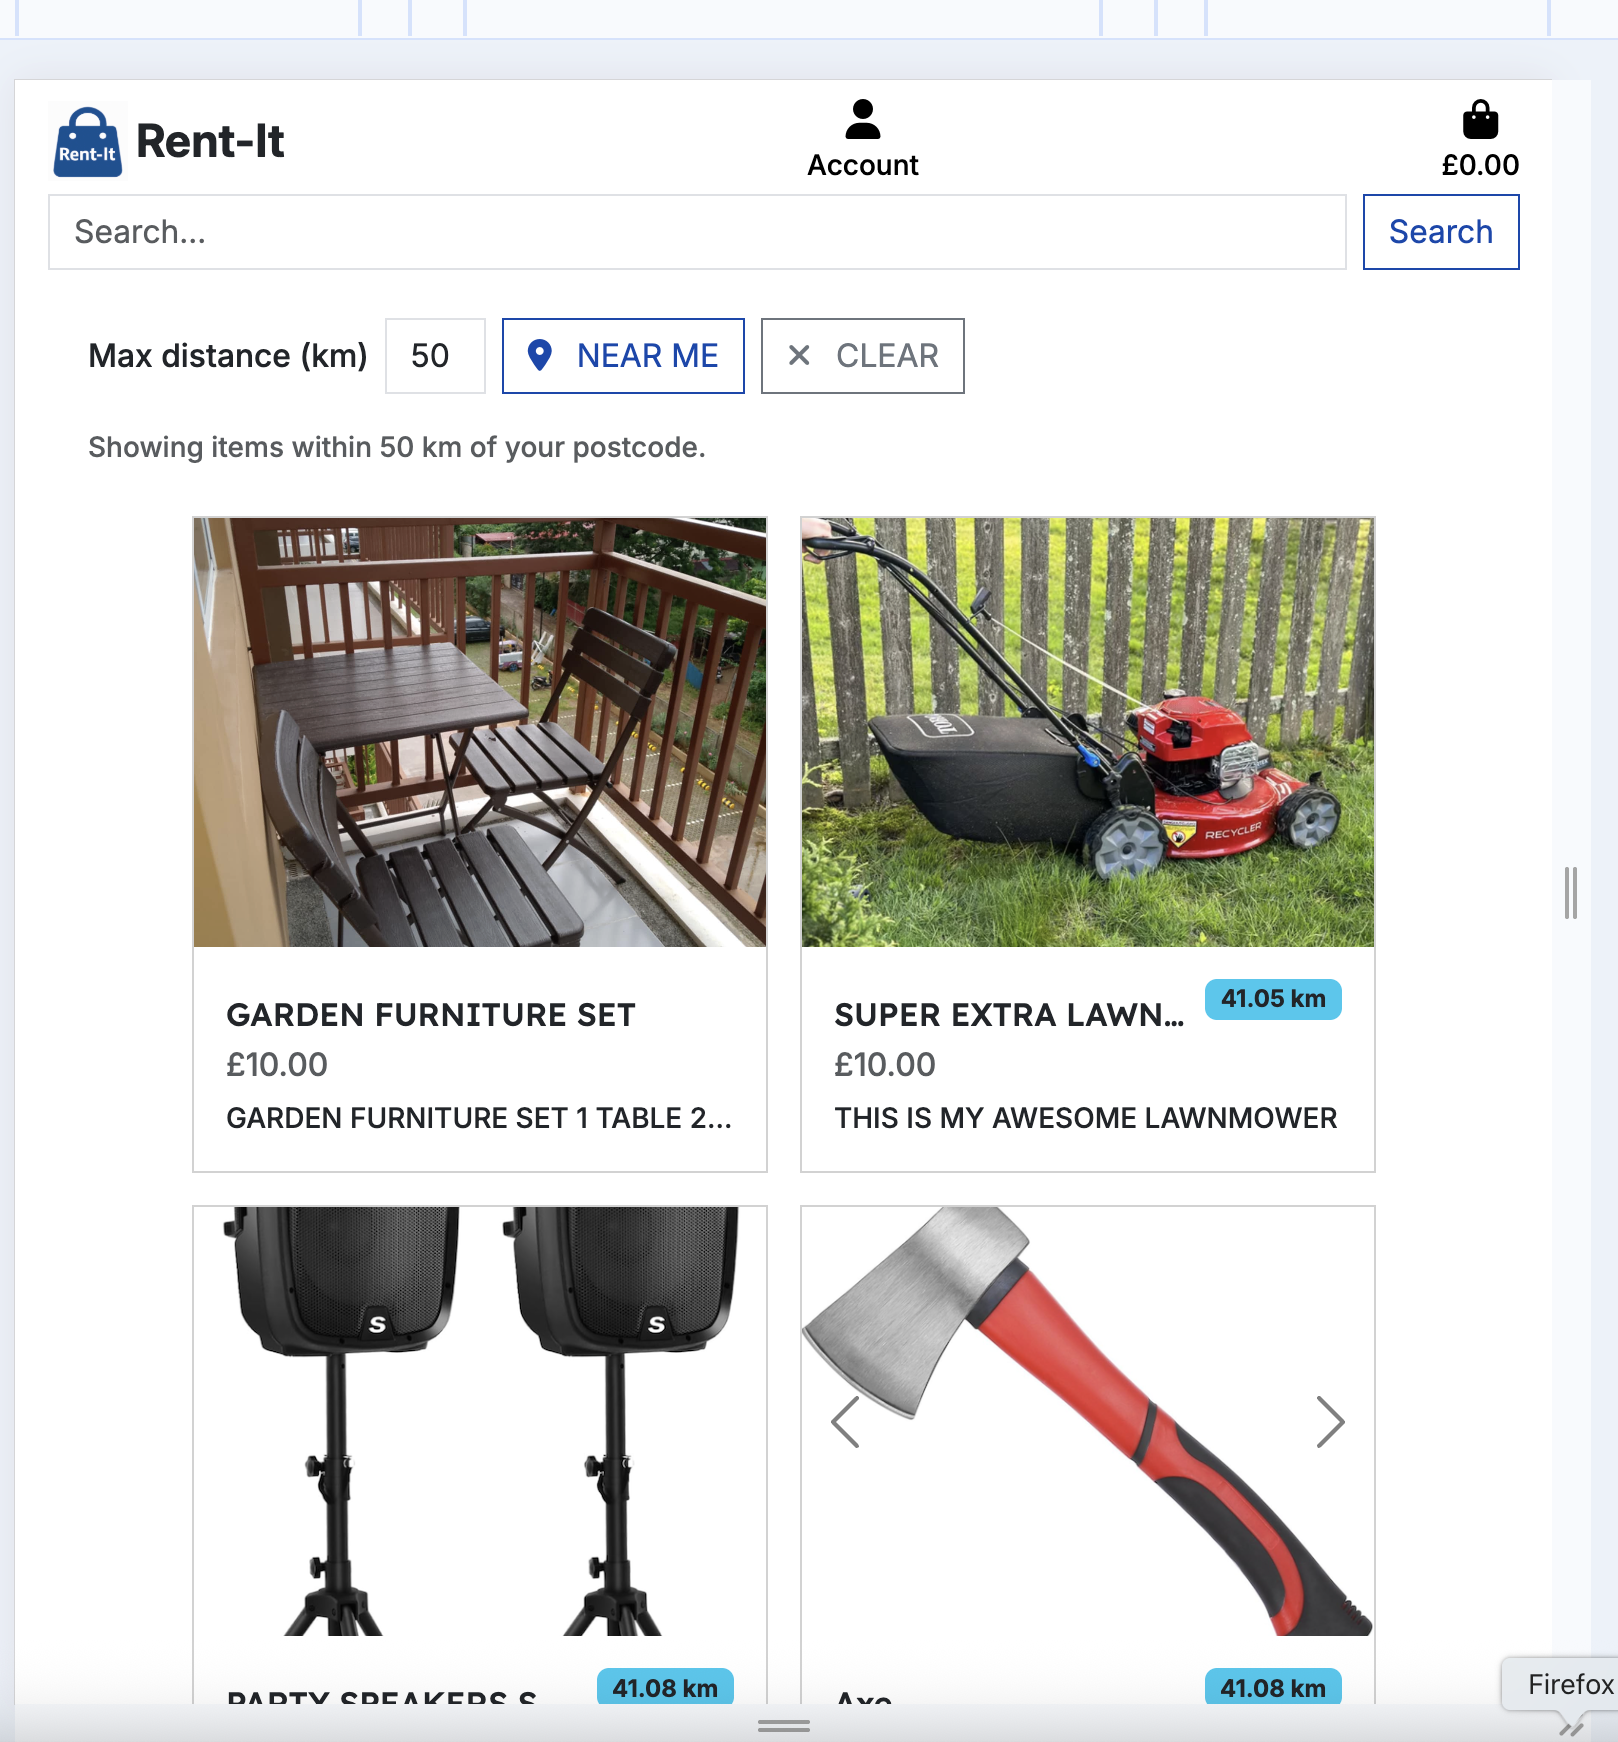 Rent-It
Rent-It
Account
£0.00
Search...
Search
Max distance (km)
50
NEAR ME
CLEAR
Showing items within 50 km of your postcode.
GARDEN FURNITURE SET
£10.00
GARDEN FURNITURE SET 1 TABLE 2...
TORO
RECYCLER
SUPER EXTRA LAWN...
41.05 km
£10.00
THIS IS MY AWESOME LAWNMOWER
S
S
PARTY SPEAKERS S
41.08 km
Axe
41.08 km
Firefox